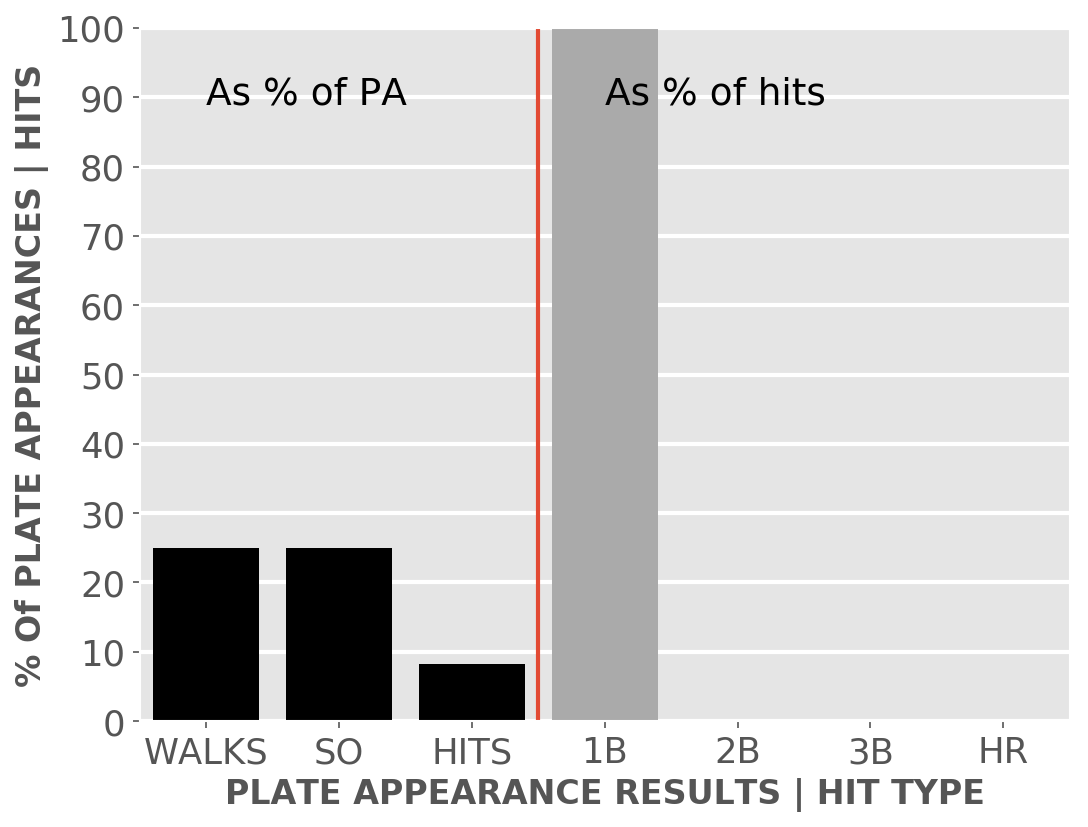 % Of PLATE APPEARANCES | HITS
100
90
80
70
60
50
40
30
20
10
0
As % of PA
As % of hits
WALKS SO HITS 1B 2B 3B HR
PLATE APPEARANCE RESULTS | HIT TYPE